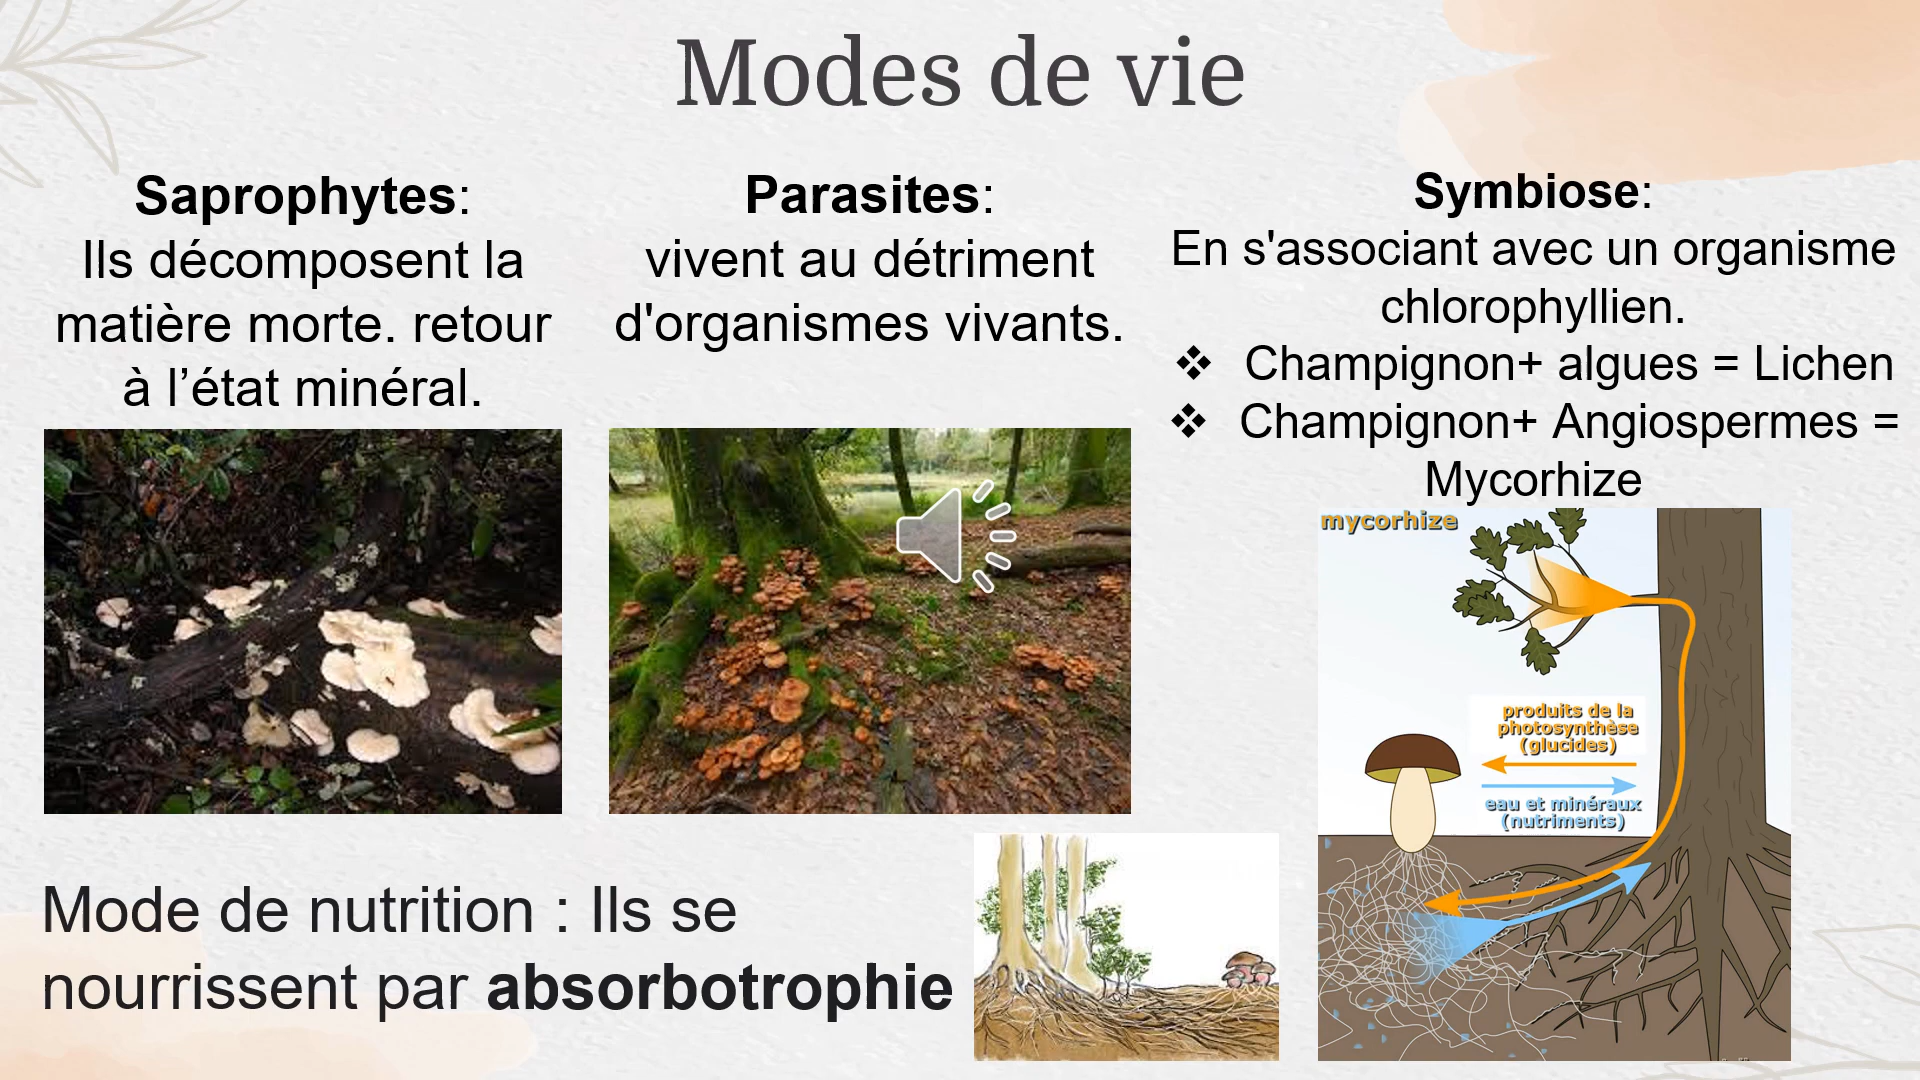 Modes de vie
Saprophytes:
Ils décomposent la
matière morte. retour
à l’état minéral.
Parasites:
vivent au détriment
d'organismes vivants.
Symbiose:
En s'associant avec un organisme
chlorophyllien.
❖ Champignon+ algues = Lichen
❖ Champignon+ Angiospermes =
Mycorhize
mycorhize
produits de la
photosynthèse
(glucides)
eau et minéraux
(nutriments)
Mode de nutrition : Ils se
nourrissent par absorbotrophie